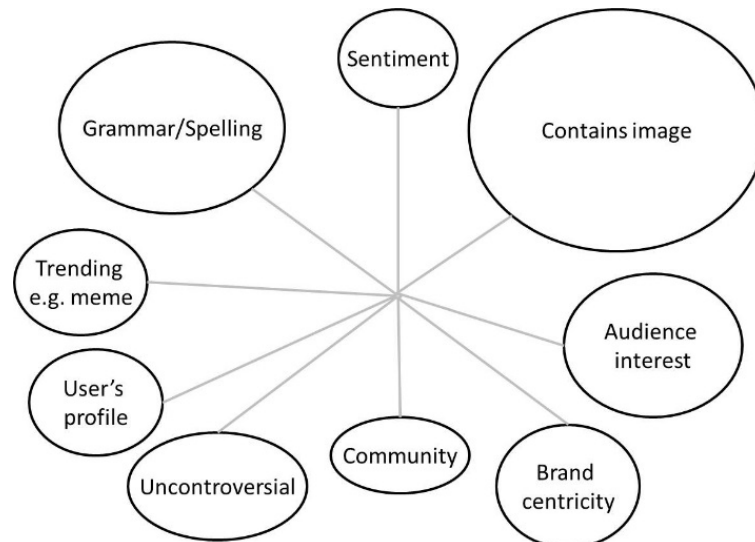 Sentiment
Grammar/Spelling
Contains image
Trending
e.g. meme
Audience
interest
User's
profile
Community
Uncontroversial
Brand
centricity